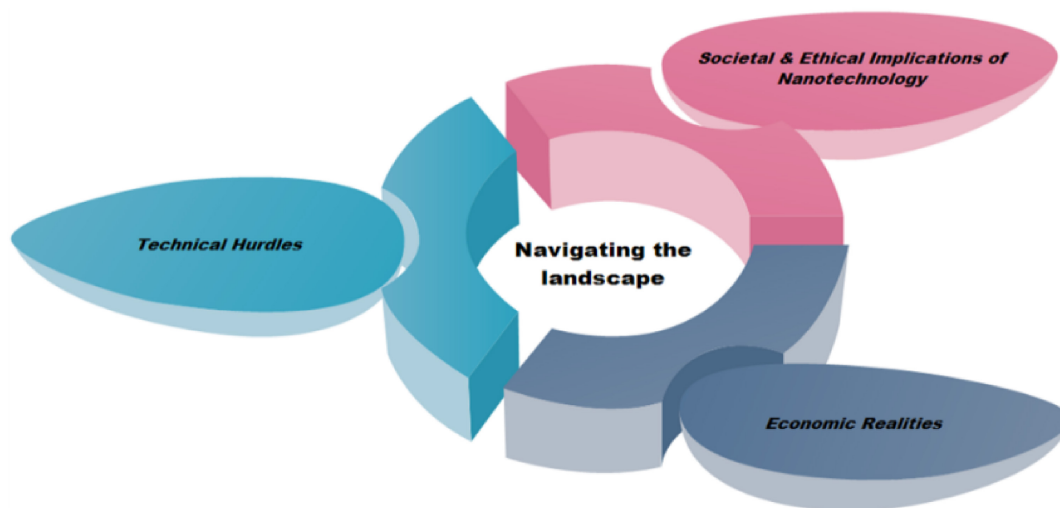 Societal & Ethical Implications of
Nanotechnology
Technical Hurdles
Navigating the
landscape
Economic Realities